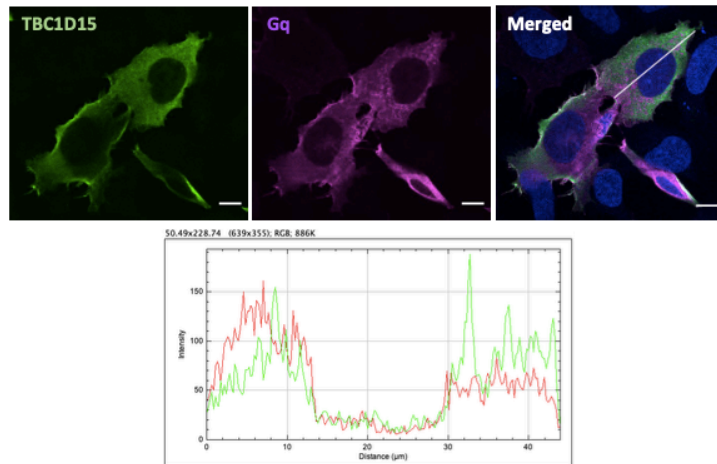 TBC1D15
Gq
Merged
50.49x228.74 (639x355); RGB; 886K
150
100
50
0
Intensity
0
10
20
30
40
Distance (µm)